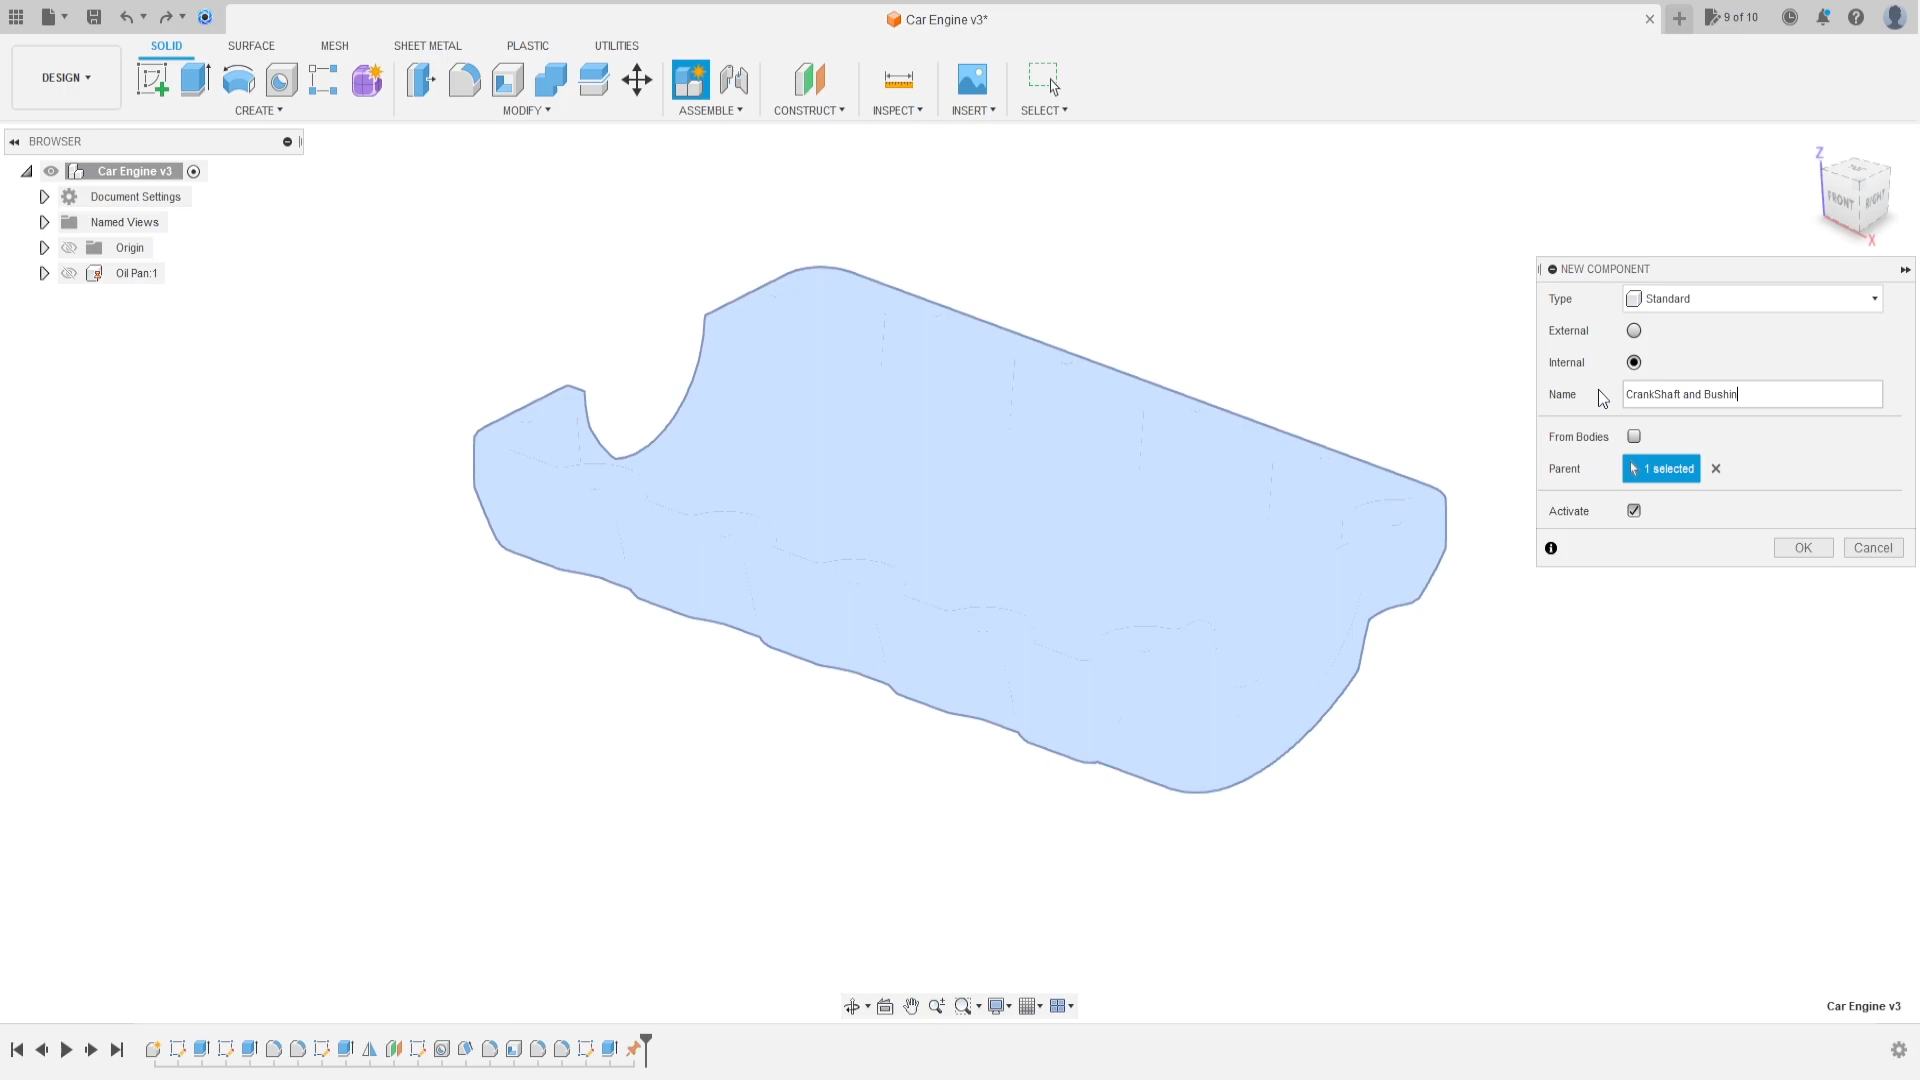 Car Engine v3*
9 of 10
DESIGN
SOLID
SURFACE
MESH
SHEET METAL
PLASTIC
UTILITIES
CREATE
MODIFY
ASSEMBLE
CONSTRUCT
INSPECT
INSERT
SELECT
BROWSER
Car Engine v3
Document Settings
Named Views
Origin
Oil Pan:1
Z
FRONT
RIGHT
X
NEW COMPONENT
Type
Standard
External
Internal
Name
CrankShaft and Bushin
From Bodies
Parent
1 selected
Activate
OK
Cancel
Car Engine v3